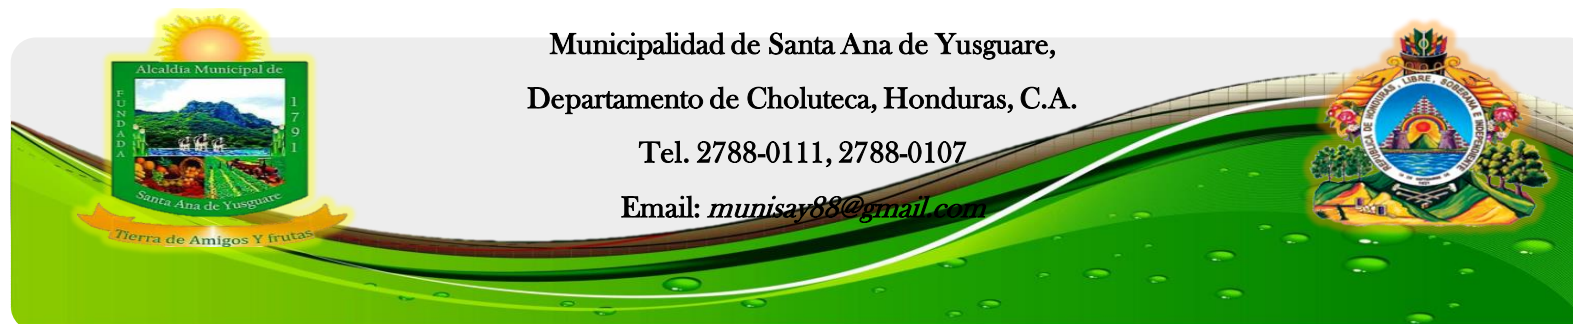 Alcaldía Municipal de
FUNDADA
1791
Santa Ana de Yusguare
Tierra de Amigos Y frutas
Municipalidad de Santa Ana de Yusguare,
Departamento de Choluteca, Honduras, C.A.
Tel. 2788-0111, 2788-0107
Email: munisay88@gmail.com
REPUBLICA DE HONDURAS, LIBRE, SOBERANA E INDEPENDIENTE